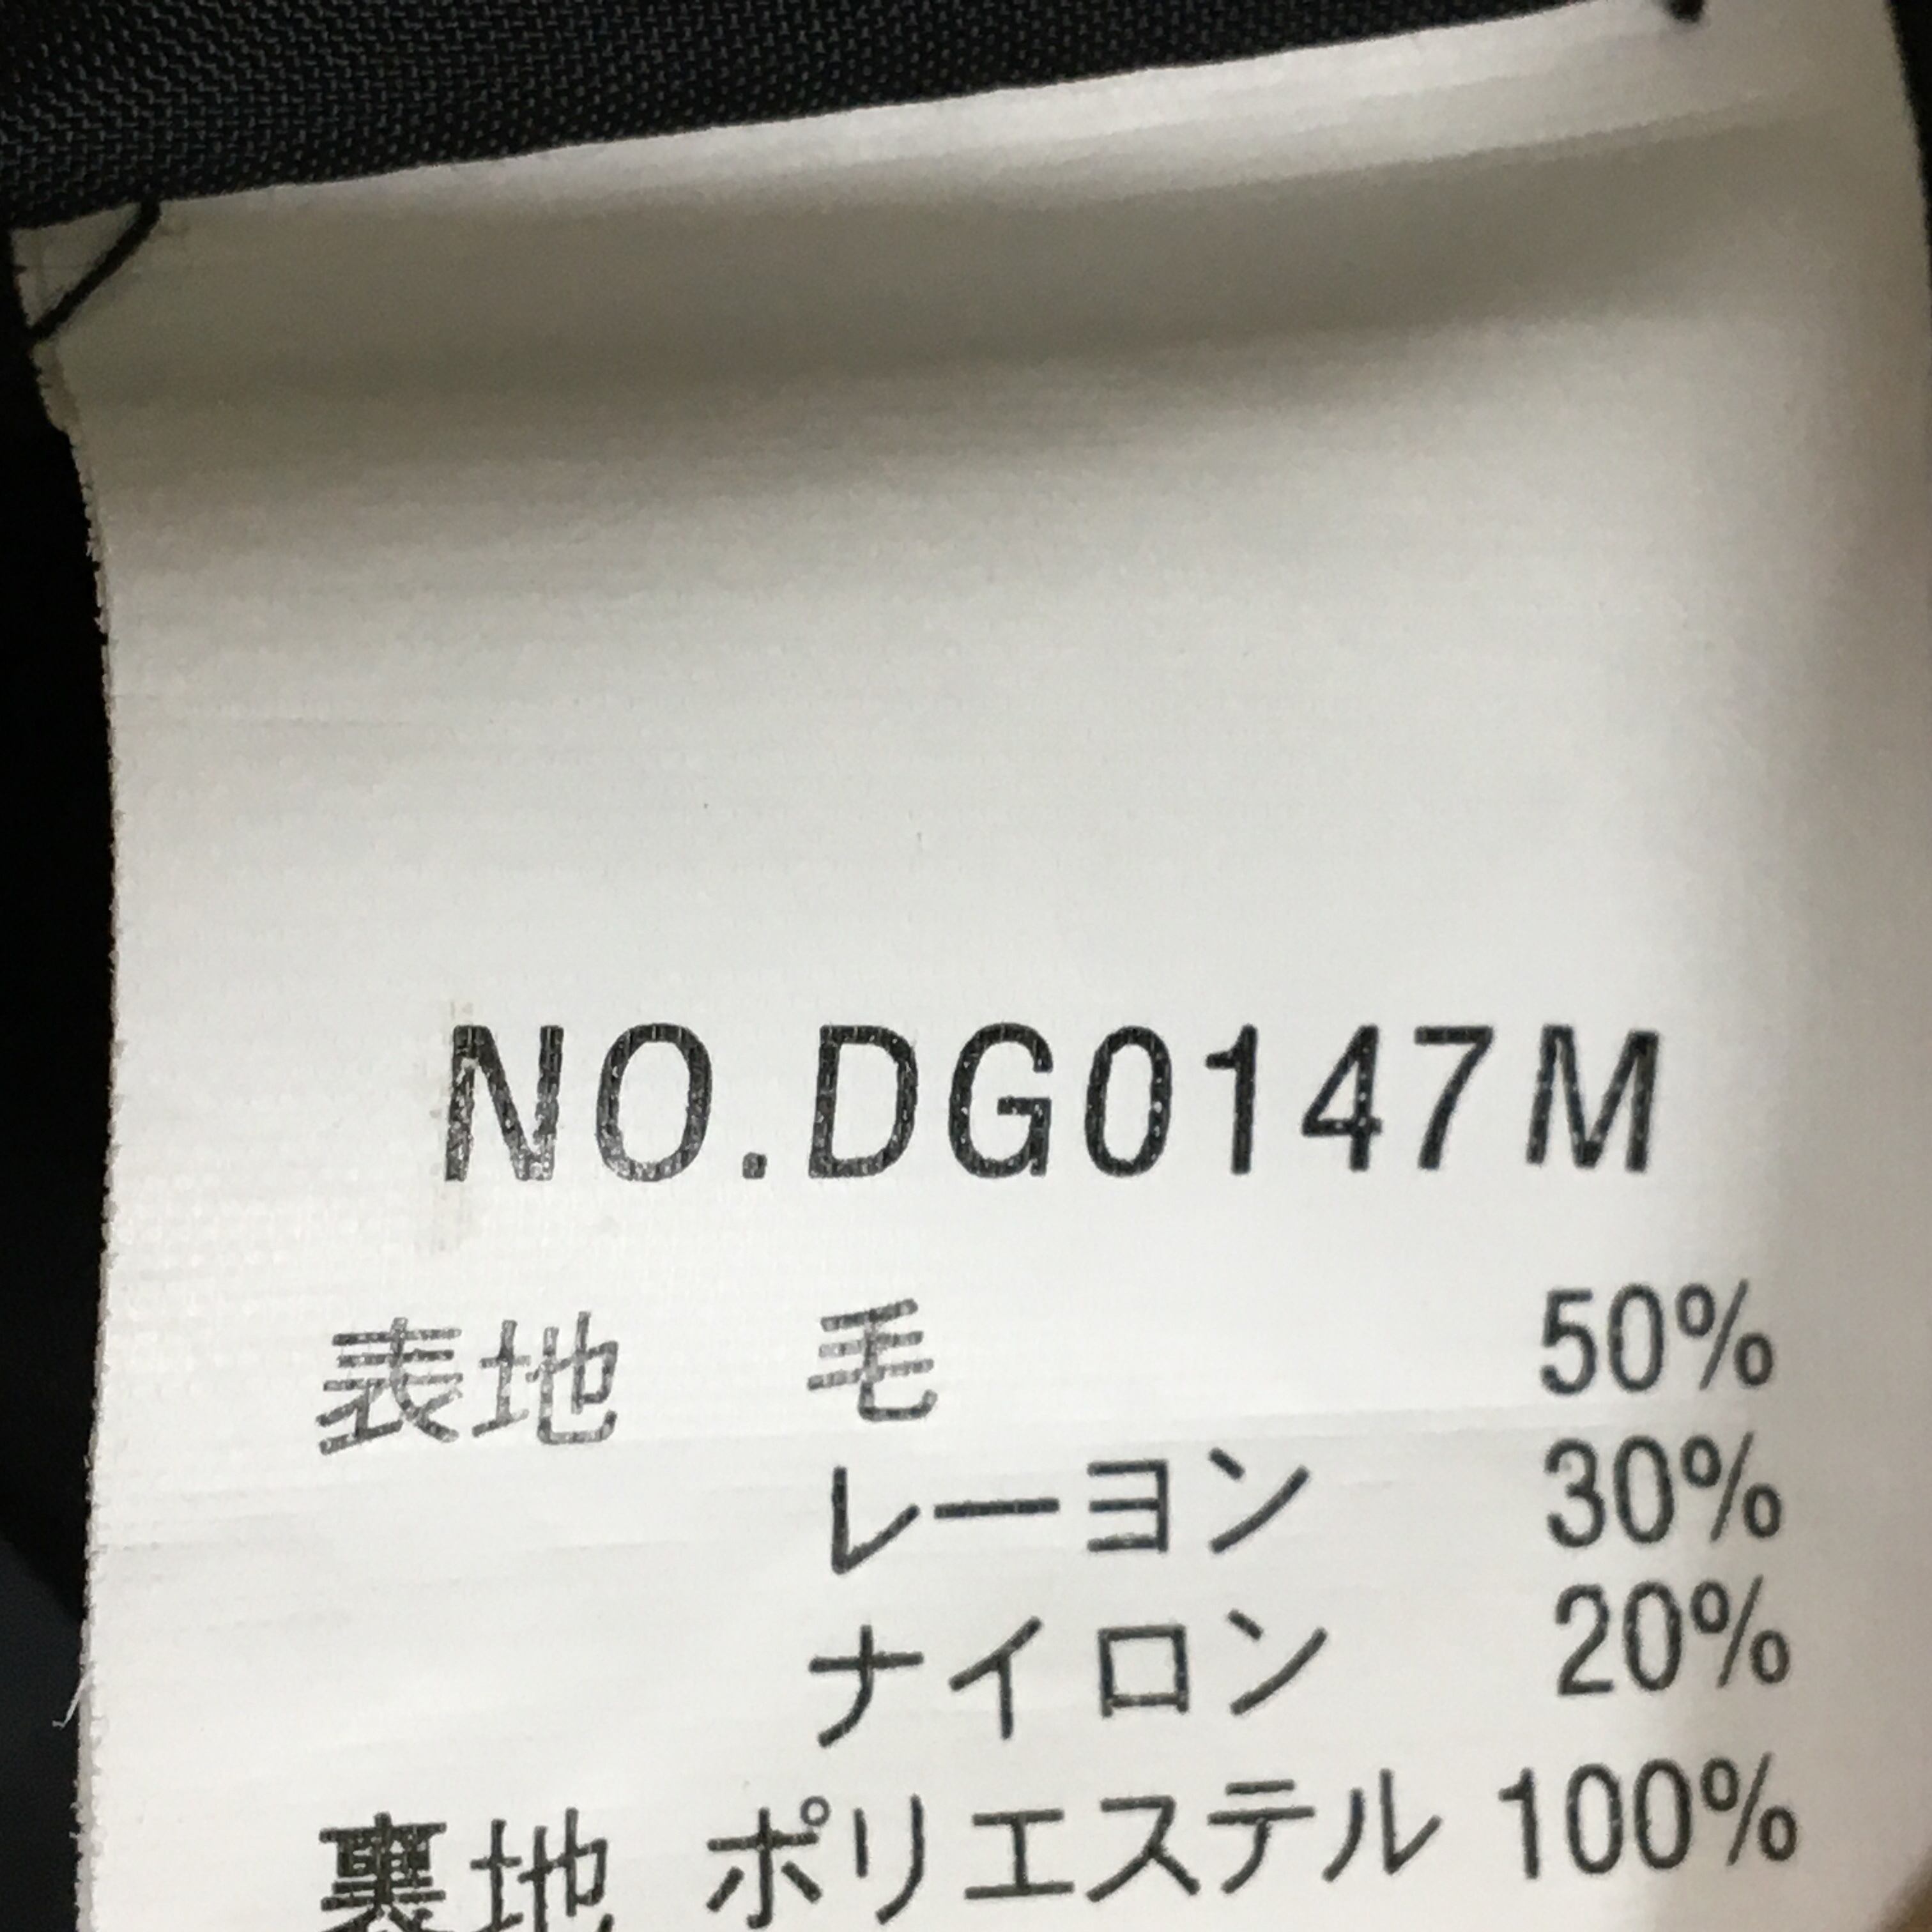 NO.DG0147M
表地 毛 50%
レーヨン 30%
ナイロン 20%
裏地 ポリエステル 100%